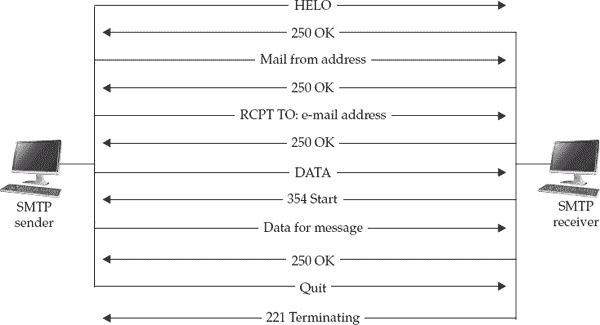 HELO
250 OK
Mail from address
250 OK
RCPT TO: e-mail address
250 OK
DATA
354 Start
Data for message
250 OK
Quit
221 Terminating
SMTP
sender
SMTP
receiver